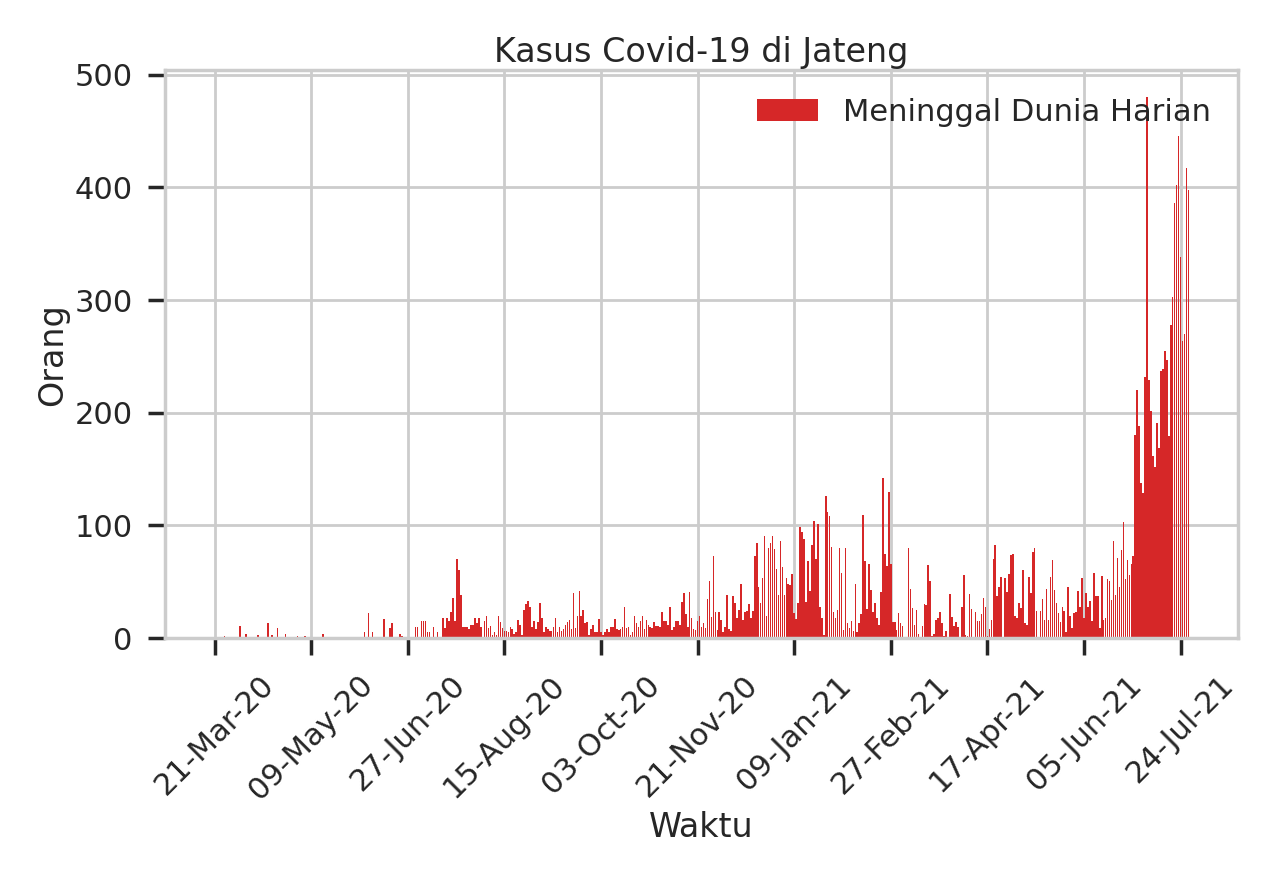 Kasus Covid-19 di Jateng
Meninggal Dunia Harian
Orang
500
400
300
200
100
0
21-Mar-20
09-May-20
27-Jun-20
15-Aug-20
03-Oct-20
21-Nov-20
09-Jan-21
27-Feb-21
17-Apr-21
05-Jun-21
24-Jul-21
Waktu